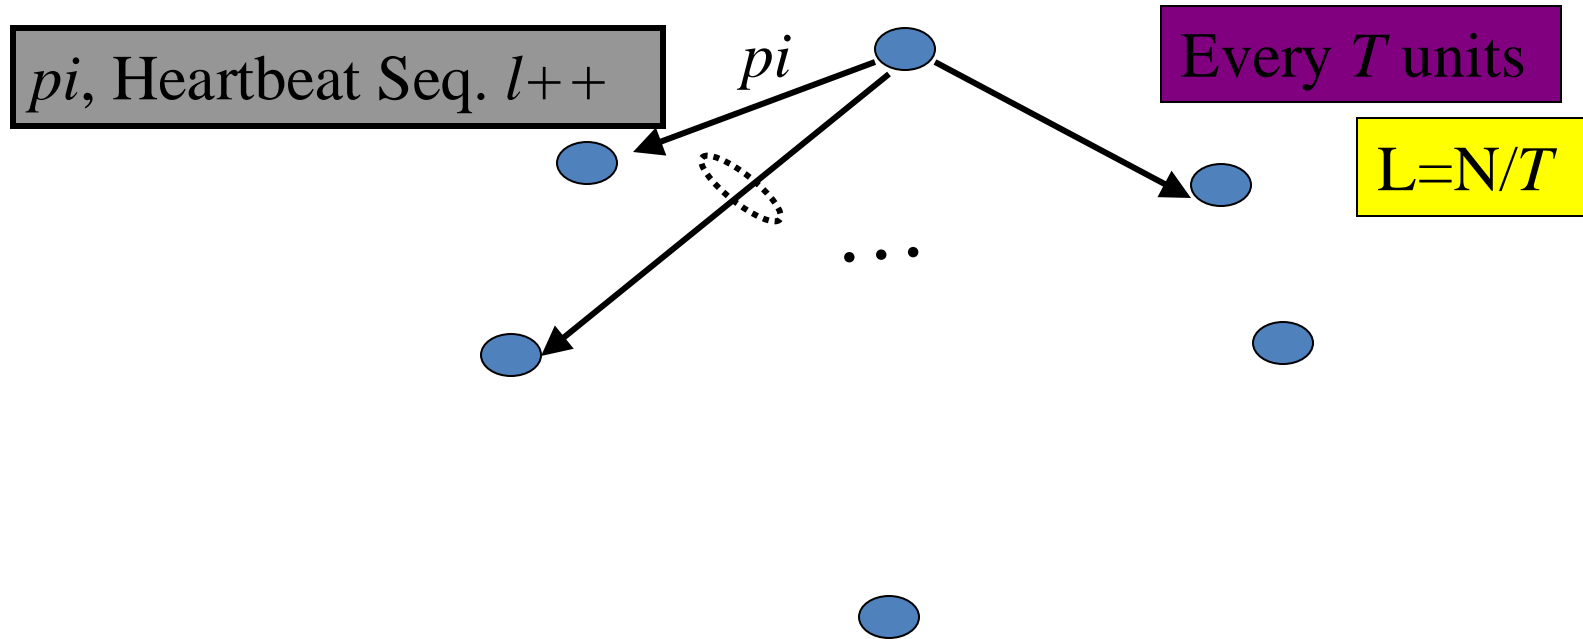 pi, Heartbeat Seq. l++
pi
Every T units
L=N/T
...